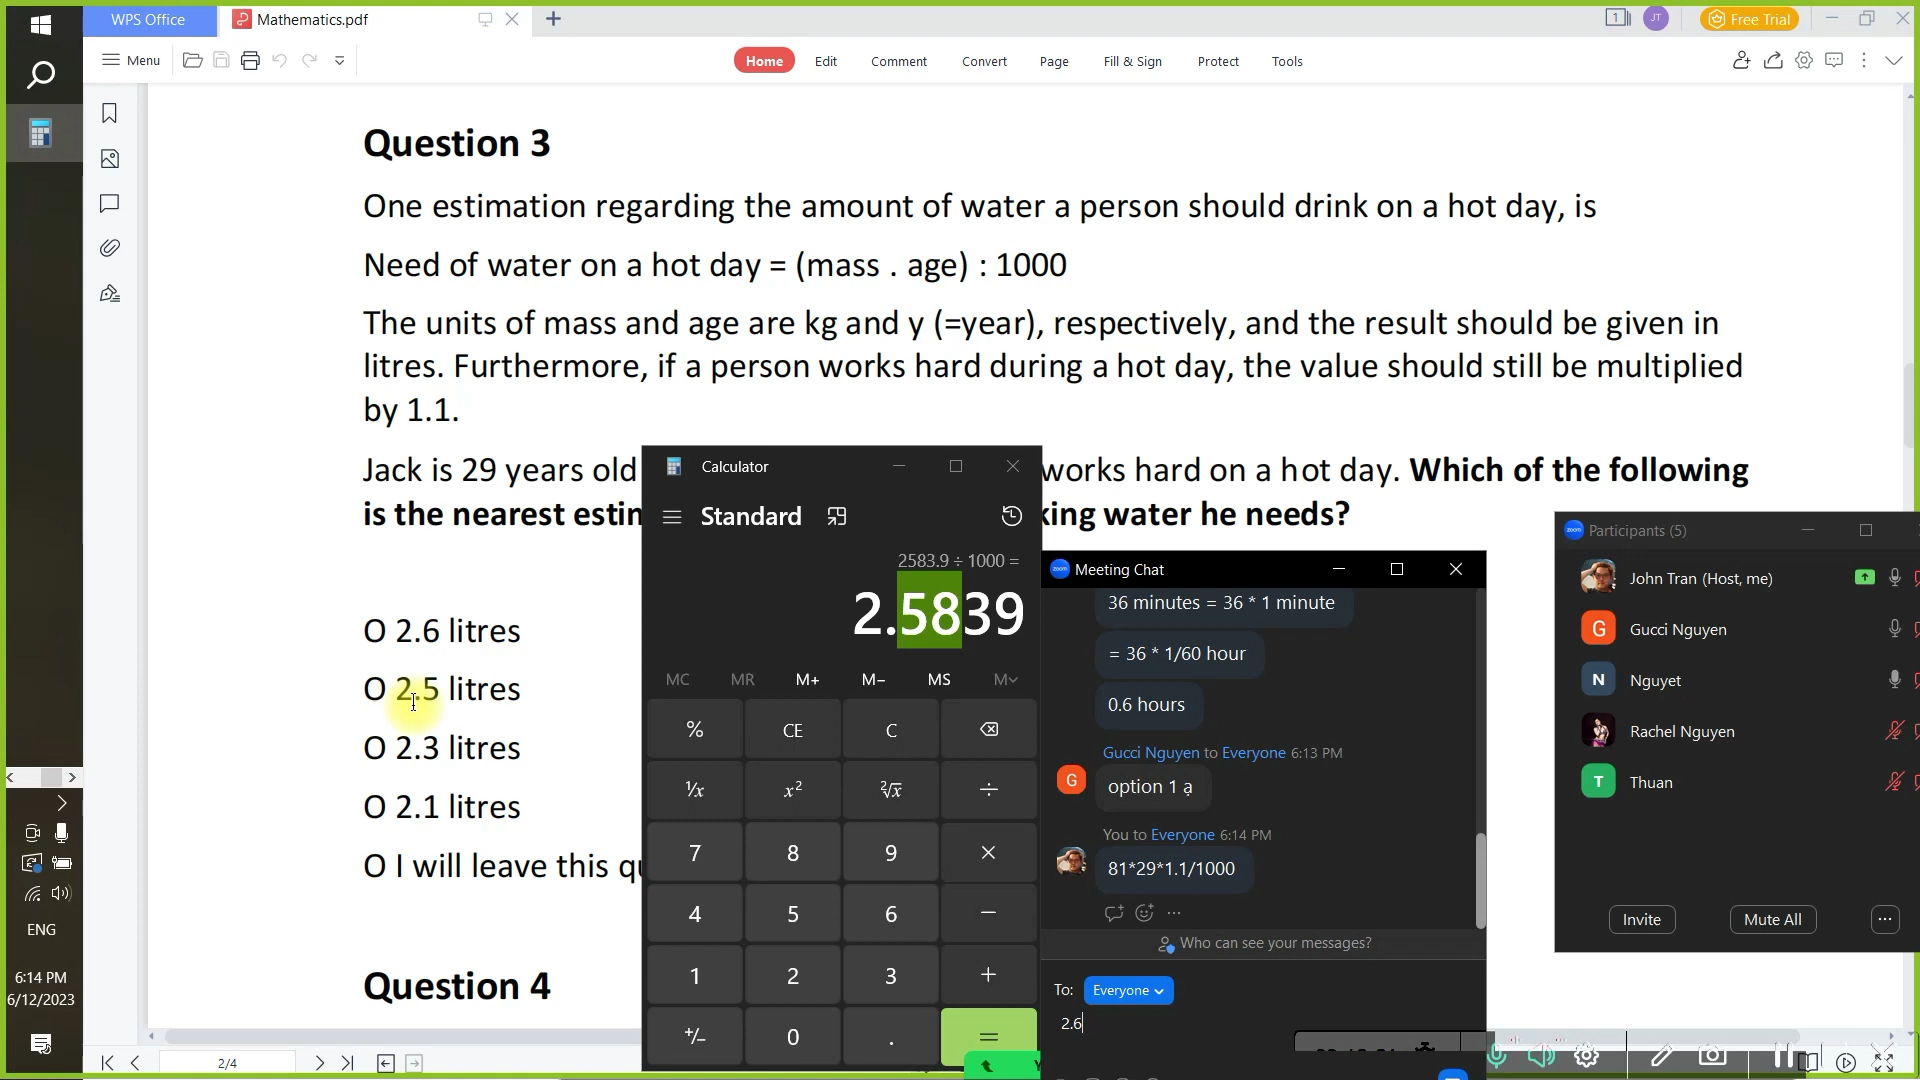 WPS Office
Mathematics.pdf
1
JT
Free Trial
Menu
Home
Edit
Comment
Convert
Page
Fill & Sign
Protect
Tools
Question 3
One estimation regarding the amount of water a person should drink on a hot day, is
Need of water on a hot day = (mass . age) : 1000
The units of mass and age are kg and y (=year), respectively, and the result should be given in
litres. Furthermore, if a person works hard during a hot day, the value should still be multiplied
by 1.1.
Jack is 29 years old
works hard on a hot day. Which of the following
is the nearest
water he needs?
O 2.6 litres
O 2.5 litres
O 2.3 litres
O 2.1 litres
O I will leave this
Question 4
Calculator
Standard
2583.9 ÷ 1000 =
2.5839
MC
MR
M+
M−
MS
M
%
CE
C
¹/x
x²
²√x
÷
7
8
9
×
4
5
6
−
1
2
3
+
+/−
0
.
=
Meeting Chat
36 minutes = 36 * 1 minute
= 36 * 1/60 hour
0.6 hours
Gucci Nguyen to Everyone 6:13 PM
G
option 1 ạ
You to Everyone 6:14 PM
81*29*1.1/1000
Who can see your messages?
To: Everyone
2.6
Participants (5)
John Tran (Host, me)
G
Gucci Nguyen
N
Nguyet
Rachel Nguyen
T
Thuan
Invite
Mute All
ENG
6:14 PM
6/12/2023
2/4